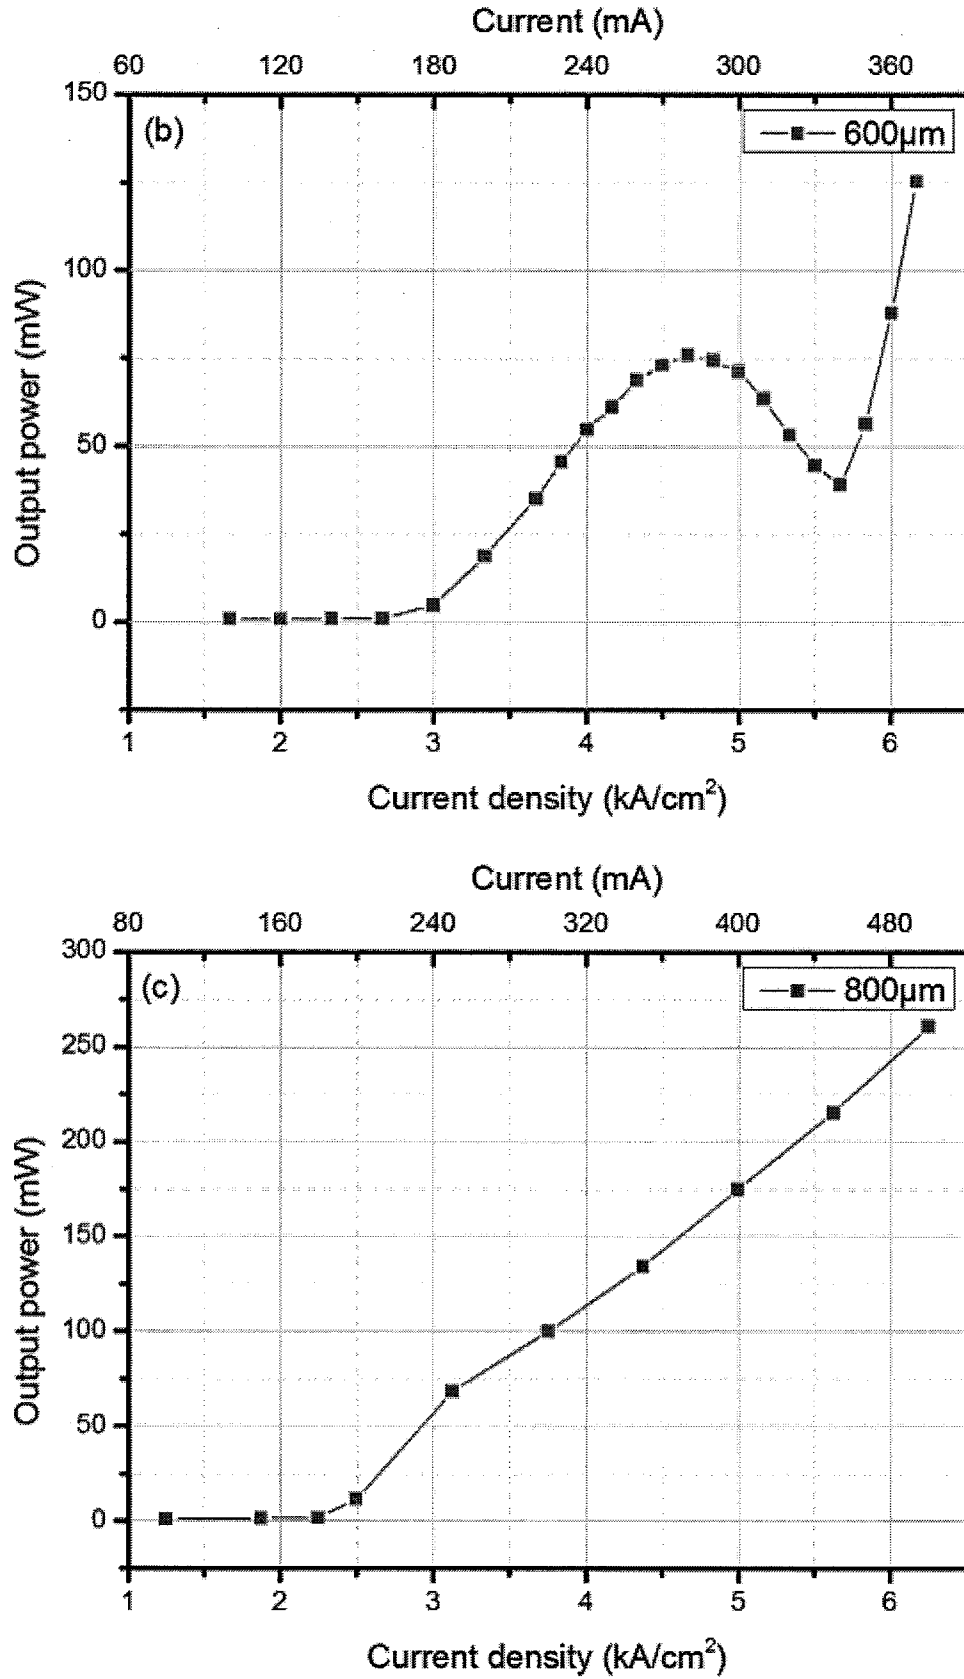 Current (mA)
60 120 180 240 300 360
150
(b)
600μm
100
50
0
Output power (mW)
1 2 3 4 5 6
Current density (kA/cm²)
Current (mA)
80 160 240 320 400 480
300
(c)
800μm
250
200
150
100
50
0
Output power (mW)
1 2 3 4 5 6
Current density (kA/cm²)